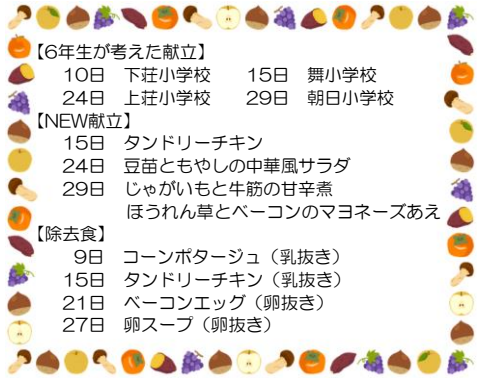 【6年生が考えた献立】
10日　下荘小学校　　15日　舞小学校
24日　上荘小学校　　29日　朝日小学校
【NEW献立】
15日　タンドリーチキン
24日　豆苗ともやしの中華風サラダ
29日　じゃがいもと牛筋の甘辛煮
ほうれん草とベーコンのマヨネーズあえ
【除去食】
9日　コーンポタージュ（乳抜き）
15日　タンドリーチキン（乳抜き）
21日　ベーコンエッグ（卵抜き）
27日　卵スープ（卵抜き）